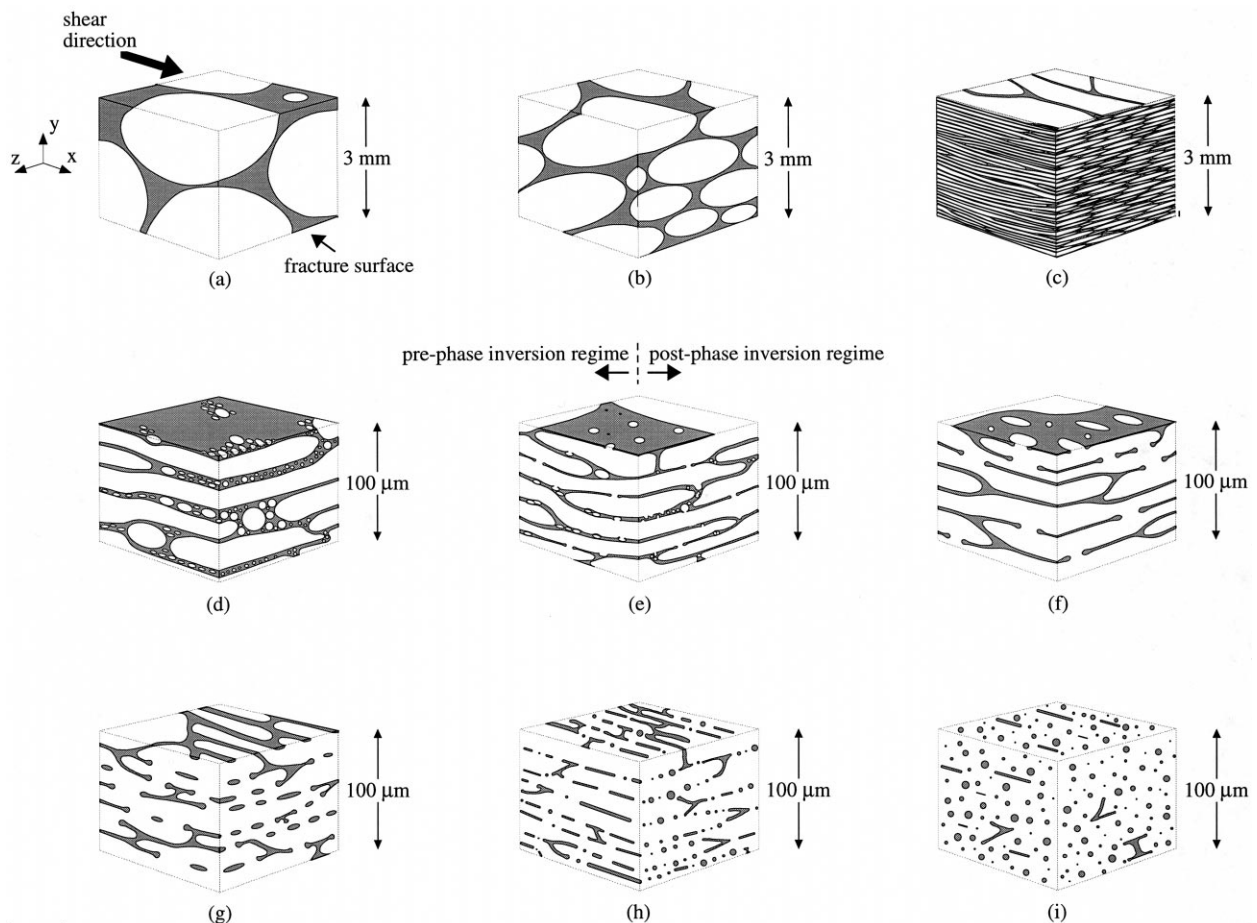 shear
direction
y
z
x
3 mm
fracture surface
(a)
3 mm
(b)
3 mm
(c)
pre-phase inversion regime
post-phase inversion regime
100 μm
(d)
100 μm
(e)
100 μm
(f)
100 μm
(g)
100 μm
(h)
100 μm
(i)